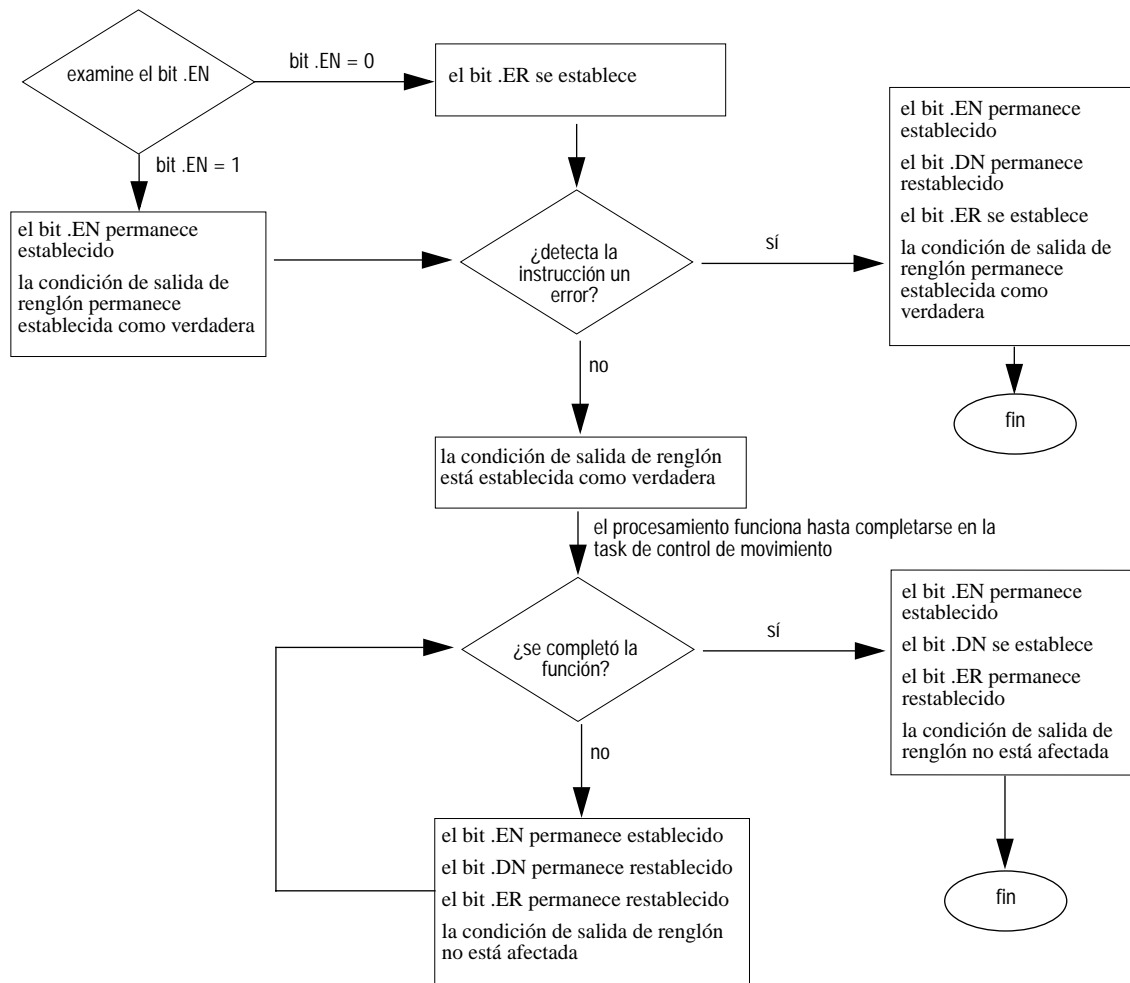 examine el bit .EN
bit .EN = 0
el bit .ER se establece
bit .EN = 1
el bit .EN permanece
establecido
la condición de salida de
renglón permanece
establecida como verdadera
¿detecta la
instrucción un
error?
sí
el bit .EN permanece
establecido
el bit .DN permanece
restablecido
el bit .ER se establece
la condición de salida de
renglón permanece
establecida como
verdadera
fin
no
la condición de salida de renglón
está establecida como verdadera
el procesamiento funciona hasta completarse en la
task de control de movimiento
¿se completó la
función?
sí
el bit .EN permanece
establecido
el bit .DN se establece
el bit .ER permanece
restablecido
la condición de salida de
renglón no está afectada
fin
no
el bit .EN permanece establecido
el bit .DN permanece restablecido
el bit .ER permanece restablecido
la condición de salida de renglón
no está afectada